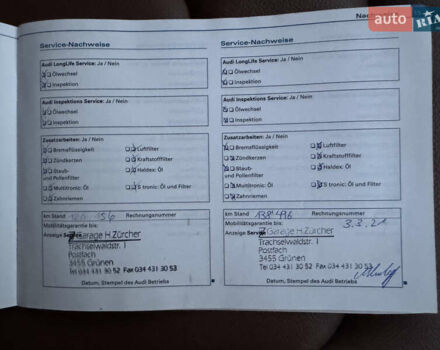 auto RIA
Service-Nachweise
Audi LongLife Service: Ja / Nein
Ölwechsel
Inspektion
Audi Inspektions Service: Ja / Nein
Ölwechsel
Inspektion
Zusatzarbeiten: Ja / Nein
Bremsflüssigkeit
Luftfilter
Zündkerzen
Kraftstofffilter
Staub-
und Pollenfilter
Haldex: Öl
Multitronic: Öl
S tronic: Öl und Filter
Zahnriemen
km Stand
Rechnungsnummer
Mobilitätsgarantie bis:
Anzeige Service
Garage H.Zürcher
Trachselwaldstr. 1
Postfach
3455 Grünen
Tel 034 431 30 52 Fax 034 431 30 53
Datum, Stempel des Audi Betriebs
Service-Nachweise
Audi LongLife Service: Ja / Nein
Ölwechsel
Inspektion
Audi Inspektions Service: Ja / Nein
Ölwechsel
Inspektion
Zusatzarbeiten: Ja / Nein
Bremsflüssigkeit
Luftfilter
Zündkerzen
Kraftstofffilter
Staub-
und Pollenfilter
Haldex: Öl
Multitronic: Öl
S tronic: Öl und Filter
Zahnriemen
km Stand 138 496 Rechnungsnummer
Mobilitätsgarantie bis: 3.3.21
Anzeige Service
Garage H.Zürcher
Trachselwaldstr. 1
Postfach
3455 Grünen
Tel 034 431 30 52 Fax 034 431 30 53
Datum, Stempel des Audi Betriebs